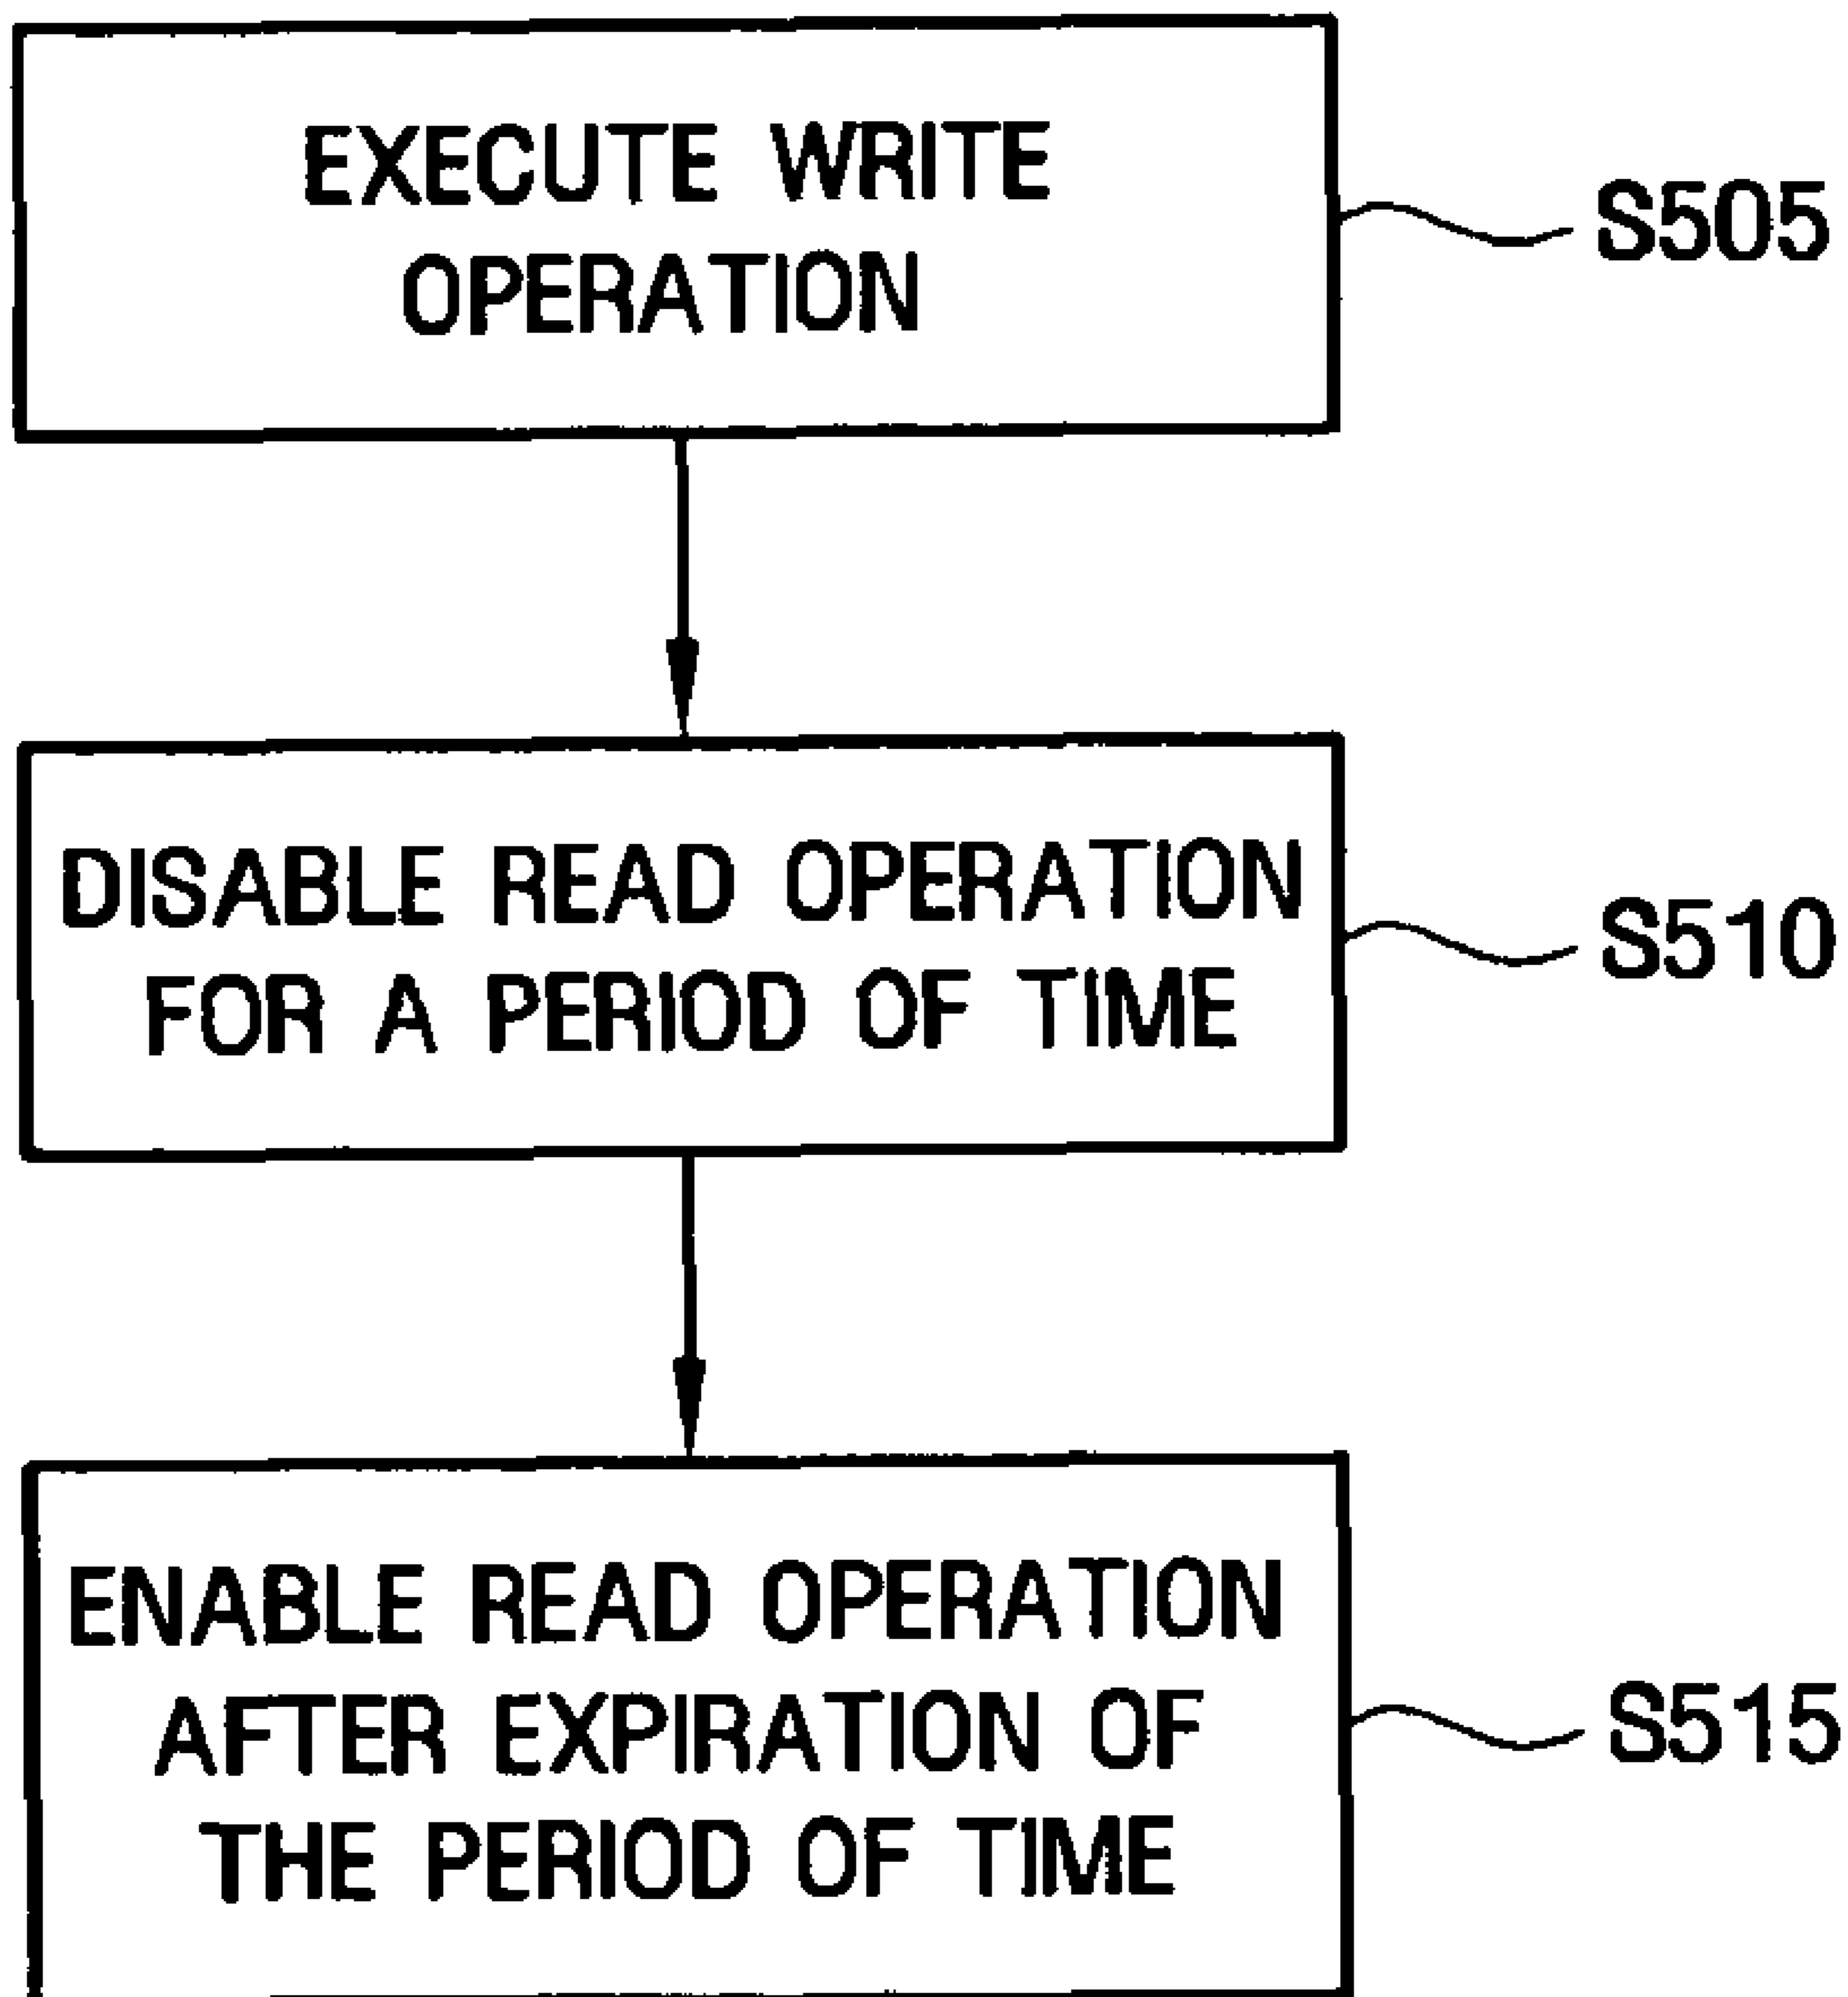 EXECUTE WRITE
OPERATION
S505
DISABLE READ OPERATION
FOR A PERIOD OF TIME
S510
ENABLE READ OPERATION
AFTER EXPIRATION OF
THE PERIOD OF TIME
S515